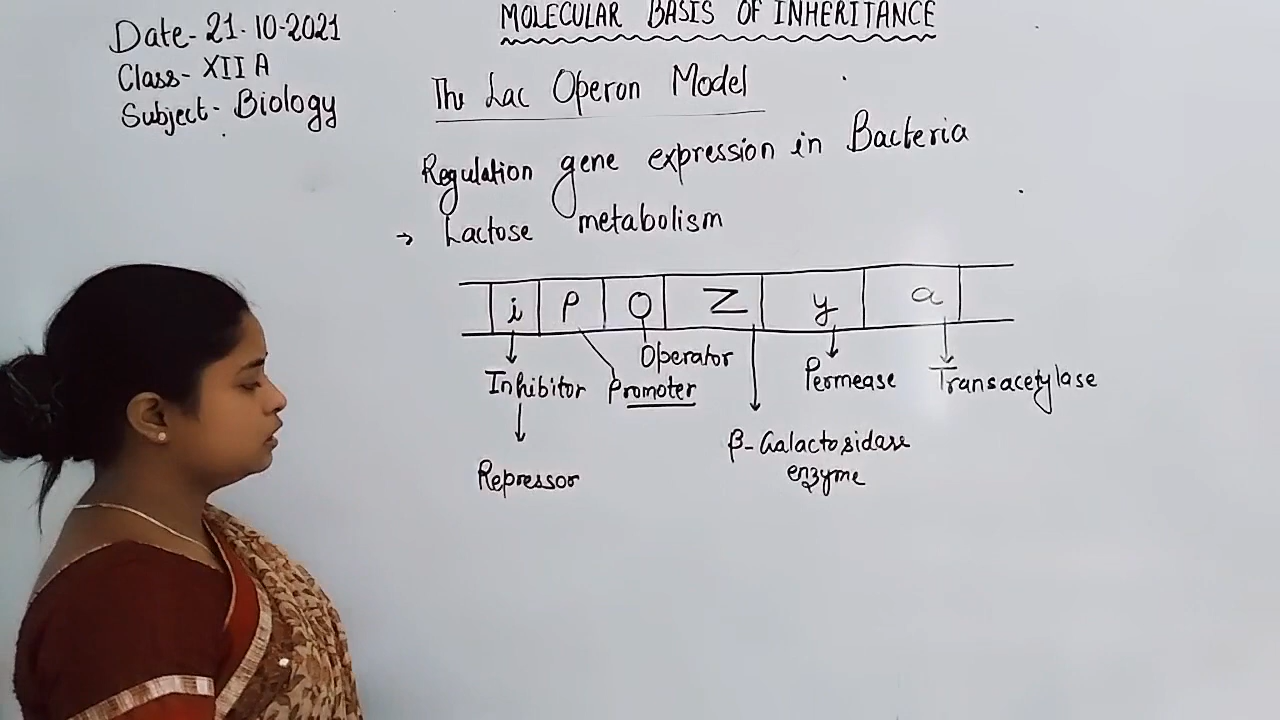 MOLECULAR BASIS OF INHERITANCE
Date- 21.10.2021
Class- XII A
Subject- Biology
The Lac Operon Model
Regulation gene expression in Bacteria
→ Lactose metabolism
i P O Z y a
Operator
Inhibitor Promoter Permease Transacetylase
β-Galactosidase
enzyme
Repressor